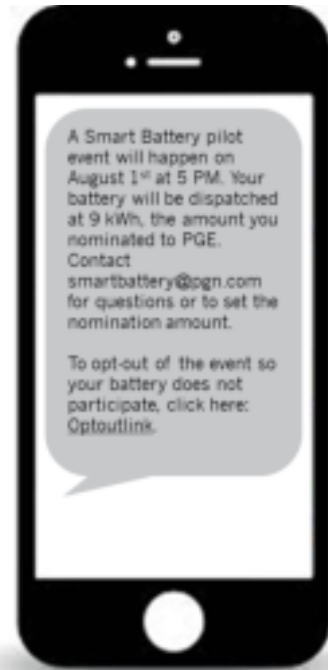 A Smart Battery pilot
event will happen on
August 1st at 5 PM. Your
battery will be dispatched
at 9 kWh, the amount you
nominated to PGE.
Contact
smartbattery@pgn.com
for questions or to set the
nomination amount.

To opt-out of the event so
your battery does not
participate, click here:
Optoutlink.